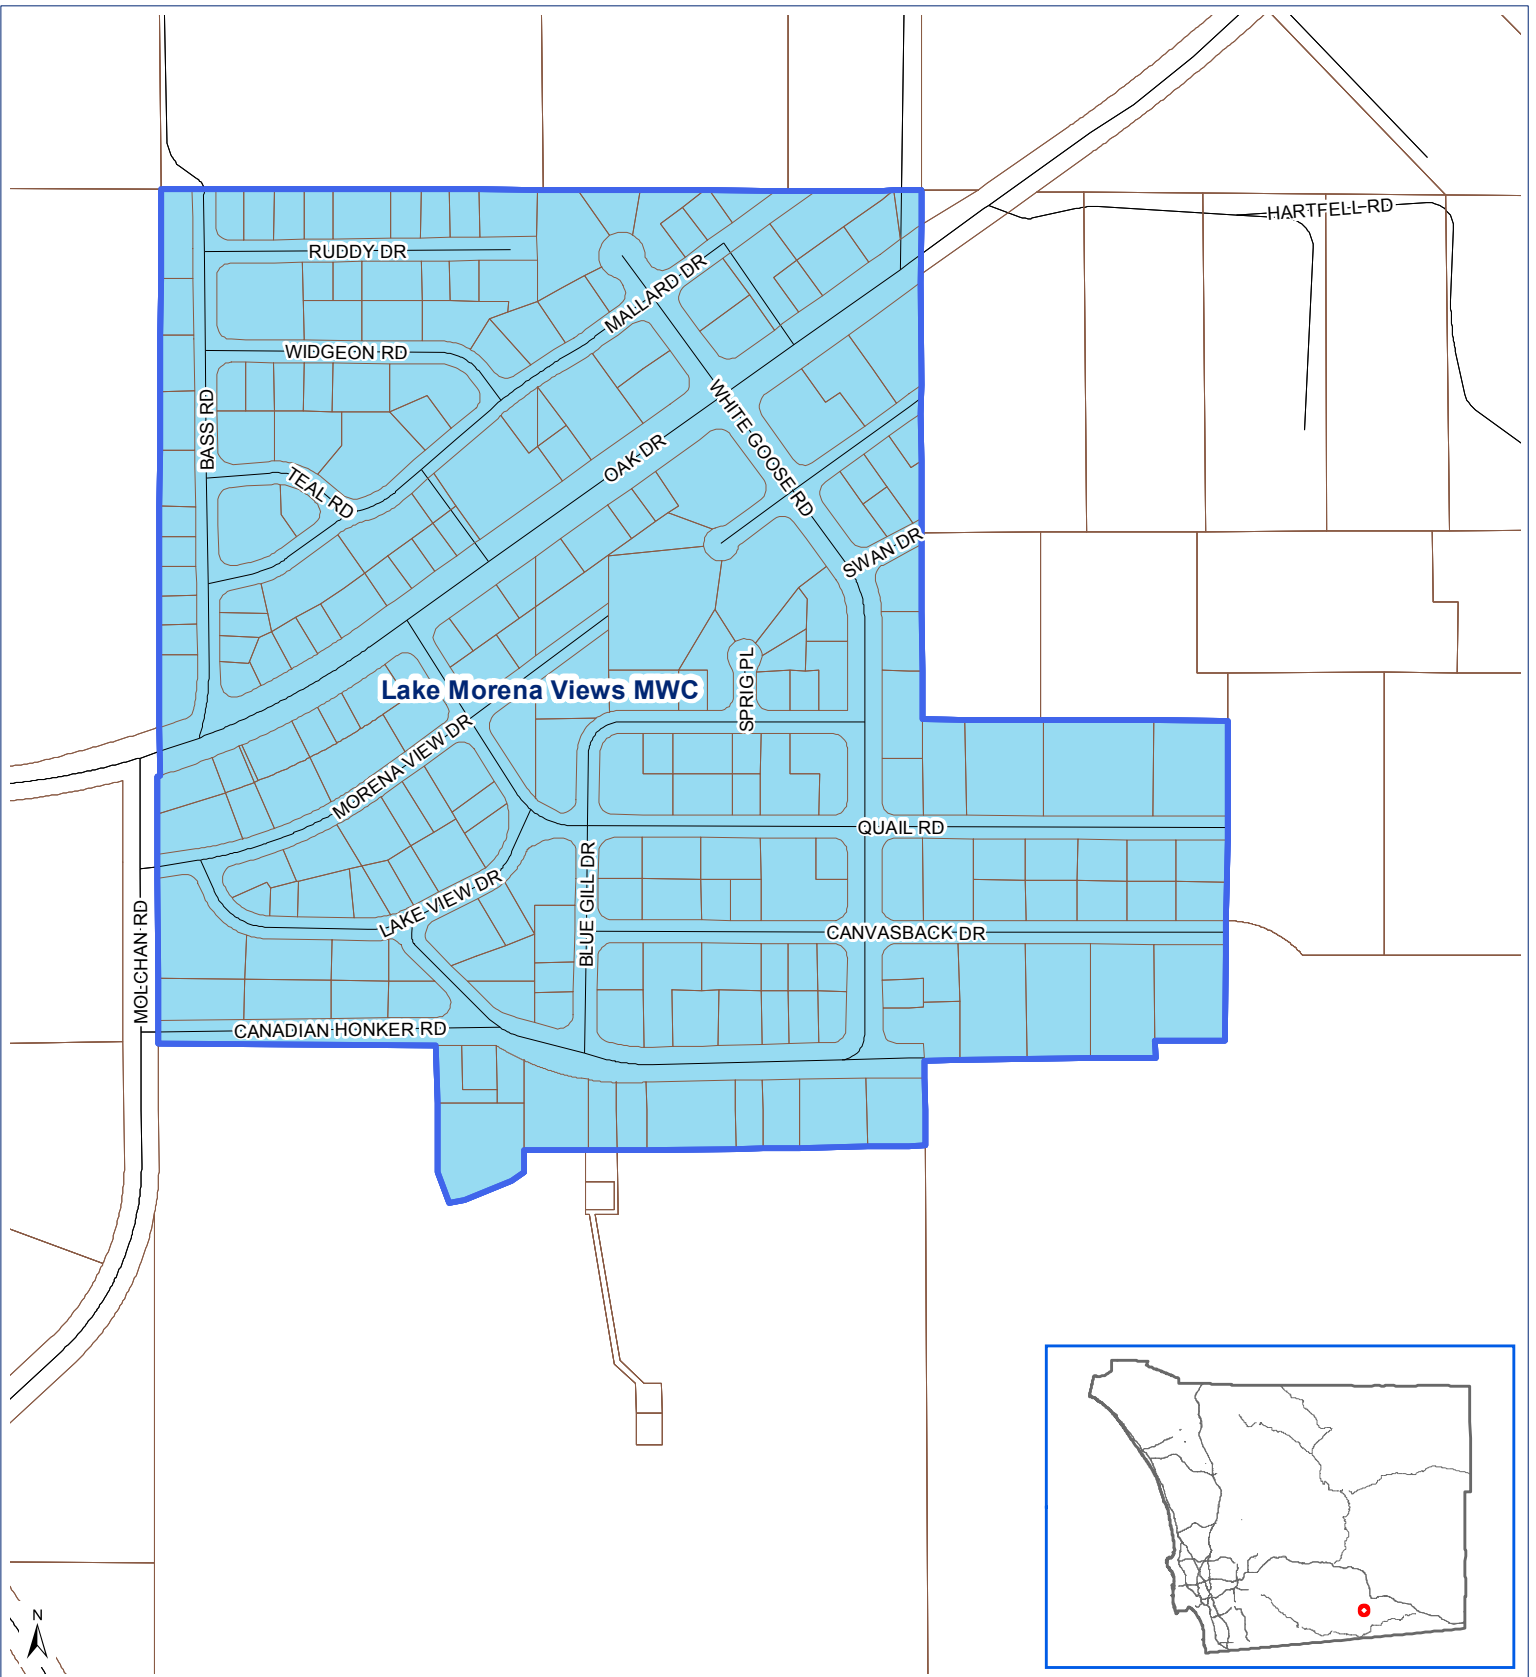 HARTFELL RD
RUDDY DR
MALLARD DR
WIDGEON RD
BASS RD
WHITE GOOSE RD
OAK DR
TEAL RD
SWAN DR
SPRIG PL
Lake Morena Views MWC
MORENA VIEW DR
QUAIL RD
BLUE GILL DR
LAKE VIEW DR
CANVASBACK DR
MOLCHAN RD
CANADIAN HONKER RD
N